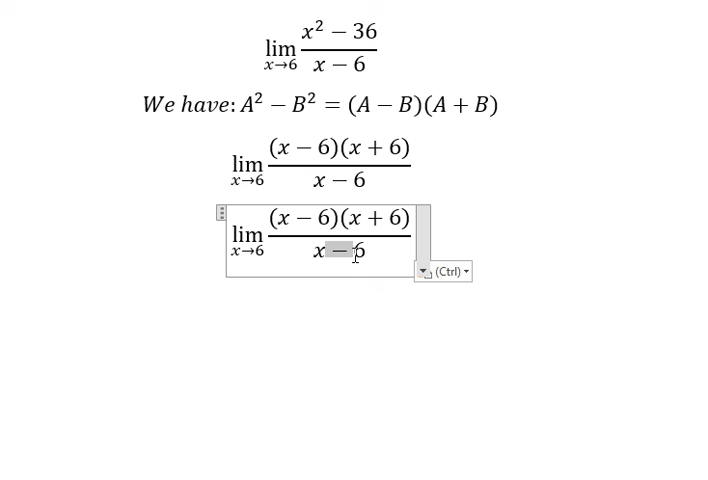 lim x→6 (x² − 36)/(x − 6)
We have: A² − B² = (A − B)(A + B)
lim x→6 ((x − 6)(x + 6))/(x − 6)
lim x→6 ((x − 6)(x + 6))/(x − 6)
(Ctrl)